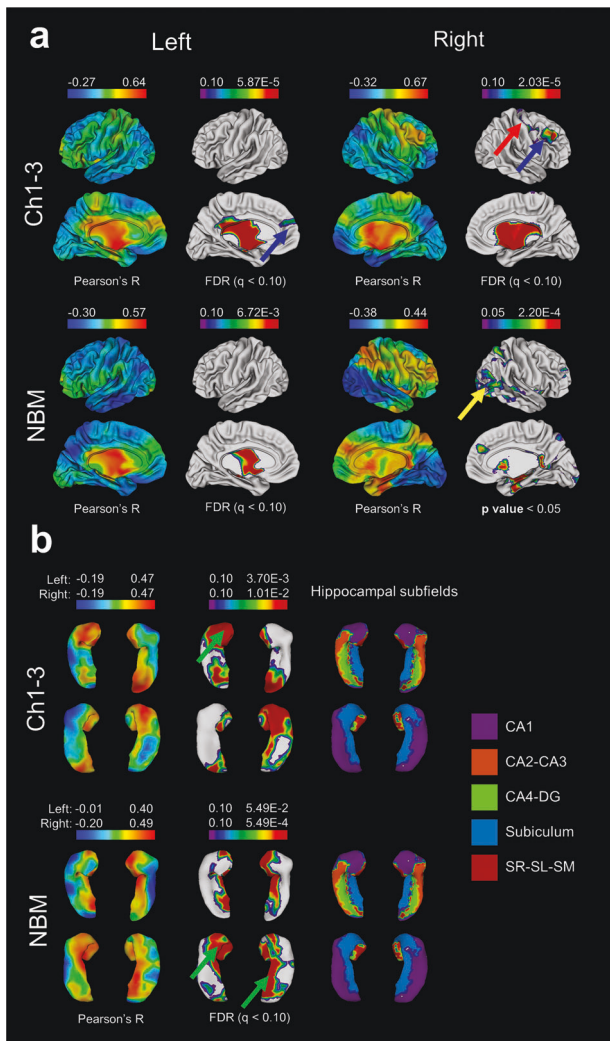 a
Left Right
-0.27 0.64 0.10 5.87E-5 -0.32 0.67 0.10 2.03E-5
Ch1-3
Pearson's R FDR (q < 0.10) Pearson's R FDR (q < 0.10)
-0.30 0.57 0.10 6.72E-3 -0.38 0.44 0.05 2.20E-4
NBM
Pearson's R FDR (q < 0.10) Pearson's R p value < 0.05
b
Left: -0.19 0.47 0.10 3.70E-3
Right: -0.19 0.47 0.10 1.01E-2
Hippocampal subfields
Ch1-3
CA1
CA2-CA3
CA4-DG
Subiculum
SR-SL-SM
Left: -0.01 0.40 0.10 5.49E-2
Right: -0.20 0.49 0.10 5.49E-4
NBM
Pearson's R FDR (q < 0.10)